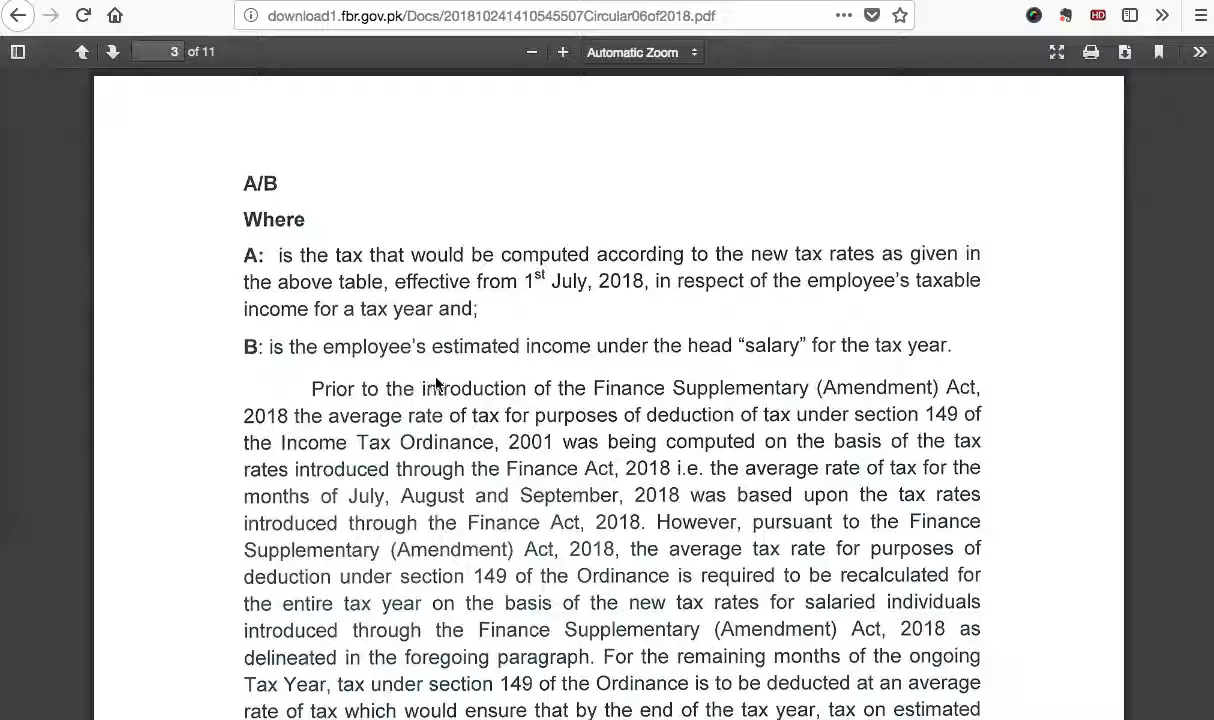 download1.fbr.gov.pk/Docs/201810241410545507Circular06of2018.pdf
HD
3 of 11
Automatic Zoom
A/B
Where
A: is the tax that would be computed according to the new tax rates as given in
the above table, effective from 1st July, 2018, in respect of the employee’s taxable
income for a tax year and;
B: is the employee’s estimated income under the head “salary” for the tax year.
Prior to the introduction of the Finance Supplementary (Amendment) Act,
2018 the average rate of tax for purposes of deduction of tax under section 149 of
the Income Tax Ordinance, 2001 was being computed on the basis of the tax
rates introduced through the Finance Act, 2018 i.e. the average rate of tax for the
months of July, August and September, 2018 was based upon the tax rates
introduced through the Finance Act, 2018. However, pursuant to the Finance
Supplementary (Amendment) Act, 2018, the average tax rate for purposes of
deduction under section 149 of the Ordinance is required to be recalculated for
the entire tax year on the basis of the new tax rates for salaried individuals
introduced through the Finance Supplementary (Amendment) Act, 2018 as
delineated in the foregoing paragraph. For the remaining months of the ongoing
Tax Year, tax under section 149 of the Ordinance is to be deducted at an average
rate of tax which would ensure that by the end of the tax year, tax on estimated